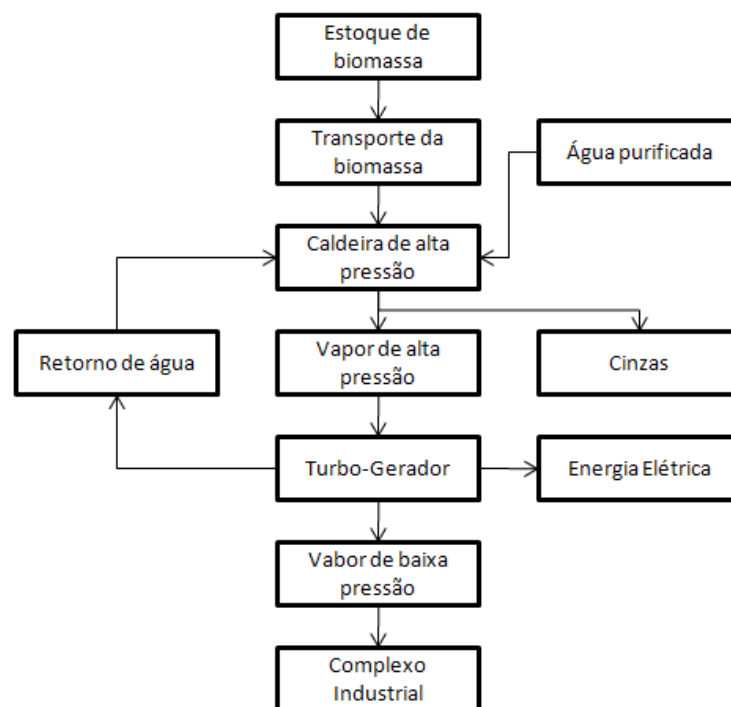 Estoque de
biomassa
Transporte da
biomassa
Água purificada
Caldeira de alta
pressão
Retorno de água
Vapor de alta
pressão
Cinzas
Turbo-Gerador
Energia Elétrica
Vabor de baixa
pressão
Complexo
Industrial